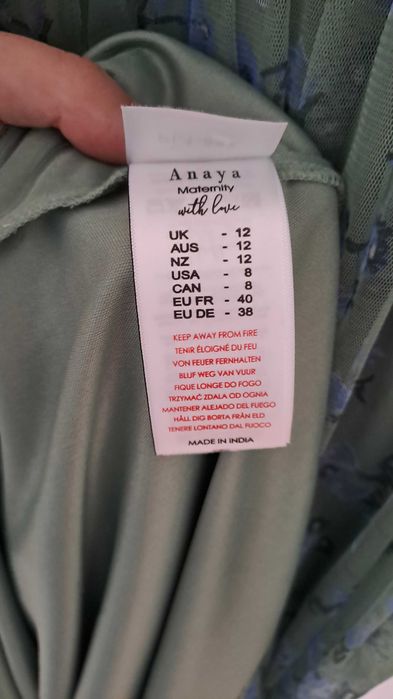 Anaya
Maternity
with love
UK - 12
AUS - 12
NZ - 12
USA - 8
CAN - 8
EU FR - 40
EU DE - 38
KEEP AWAY FROM FIRE
TENIR ÉLOIGNÉ DU FEU
VON FEUER FERNHALTEN
BLIJF WEG VAN VUUR
FIQUE LONGE DO FOGO
TRZYMAĆ ZDALA OD OGNIA
MANTENER ALEJADO DEL FUEGO
HÅLL DIG BORTA FRÅN ELD
TENERE LONTANO DAL FUOCO
MADE IN INDIA